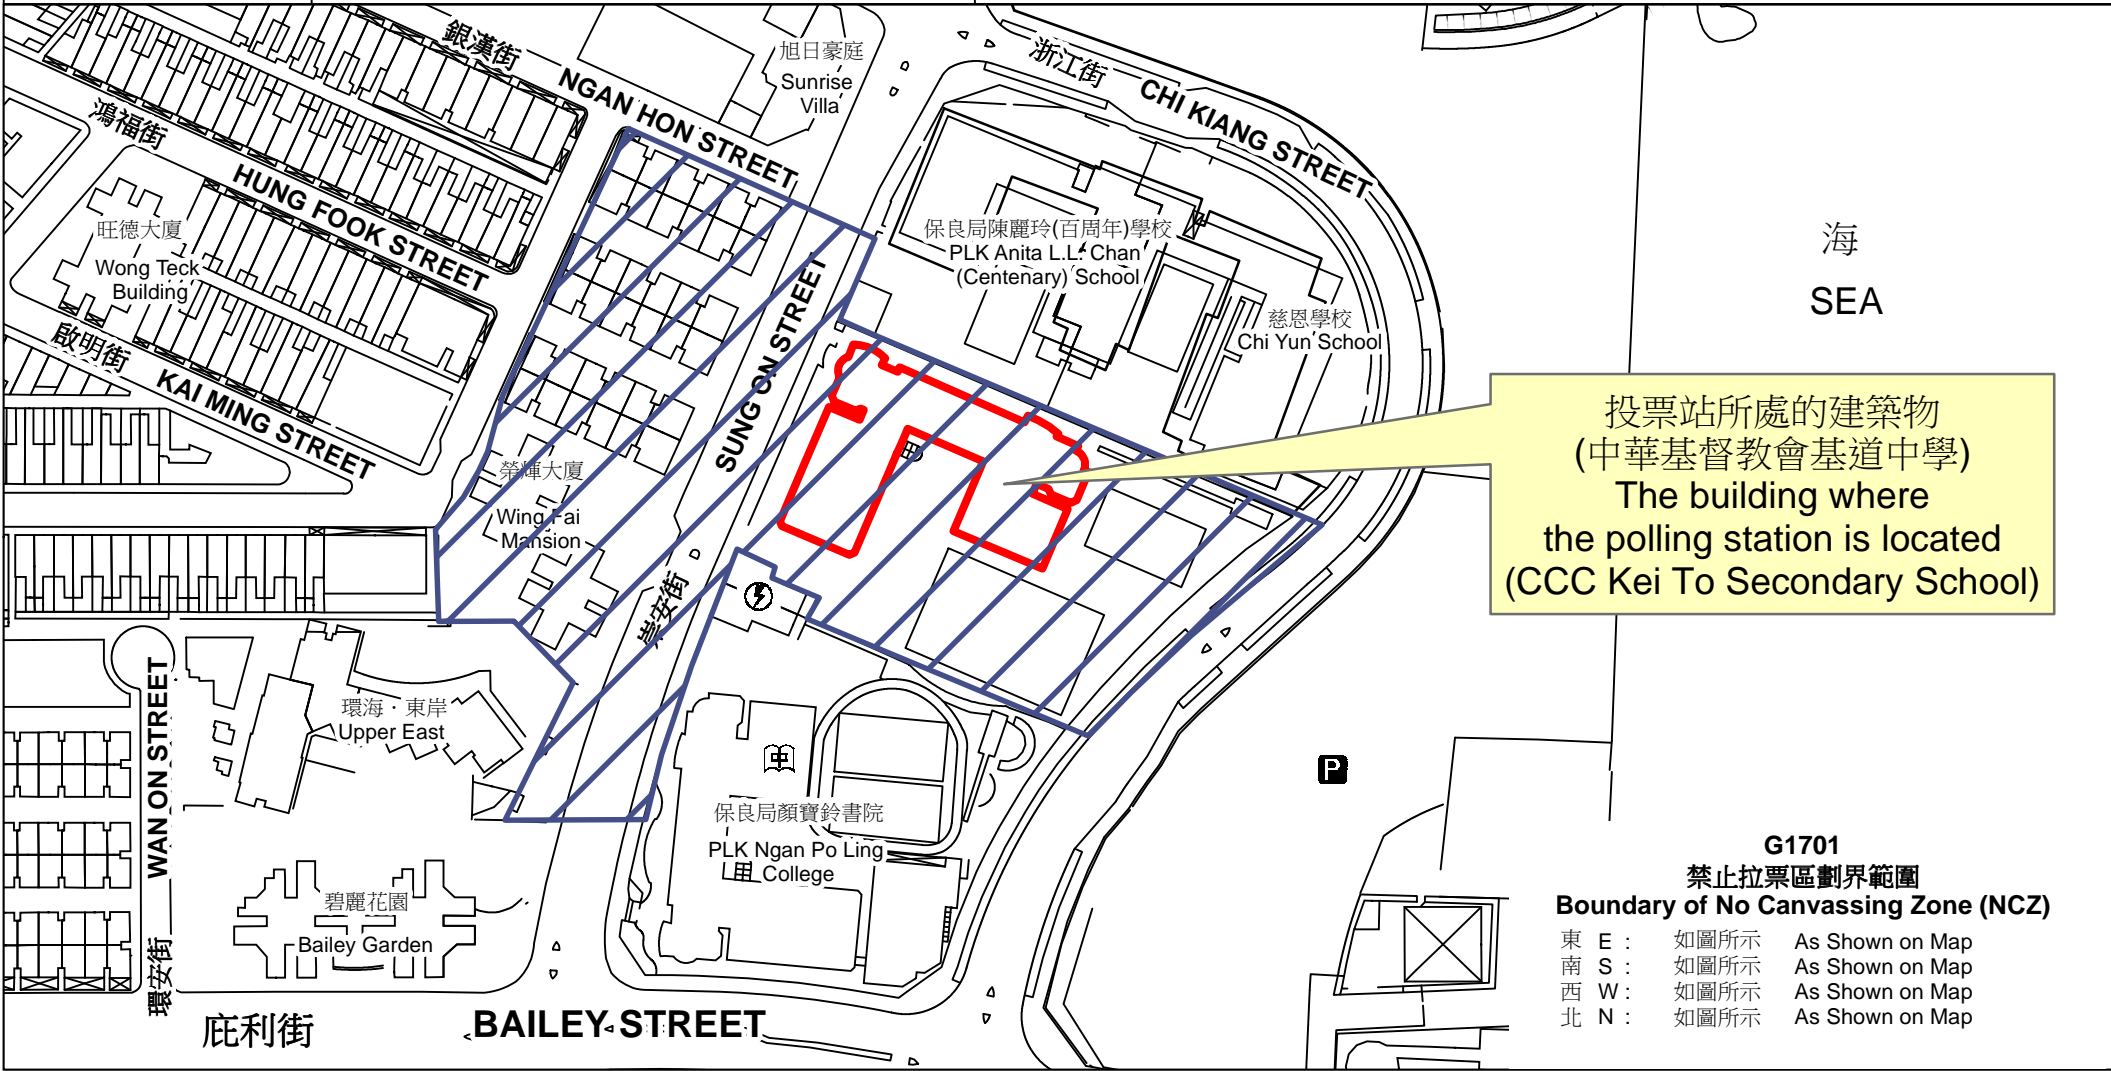 銀漢街
NGAN HON STREET
旭日豪庭
Sunrise
Villa
浙江街
CHI KIANG STREET
鴻福街
HUNG FOOK STREET
旺德大廈
Wong Teck
Building
啟明街
KAI MING STREET
保良局陳麗玲(百周年)學校
PLK Anita L.L. Chan
(Centenary) School
慈恩學校
Chi Yun School
海
SEA
SUNG ON STREET
崇安街
榮輝大廈
Wing Fai
Mansion
投票站所處的建築物
(中華基督教會基道中學)
The building where
the polling station is located
(CCC Kei To Secondary School)
環海・東岸
Upper East
WAN ON STREET
環安街
中
P
保良局顏寶鈴書院
PLK Ngan Po Ling
College
碧麗花園
Bailey Garden
庇利街
BAILEY STREET
G1701
禁止拉票區劃界範圍
Boundary of No Canvassing Zone (NCZ)
東 E : 如圖所示 As Shown on Map
南 S : 如圖所示 As Shown on Map
西 W : 如圖所示 As Shown on Map
北 N : 如圖所示 As Shown on Map